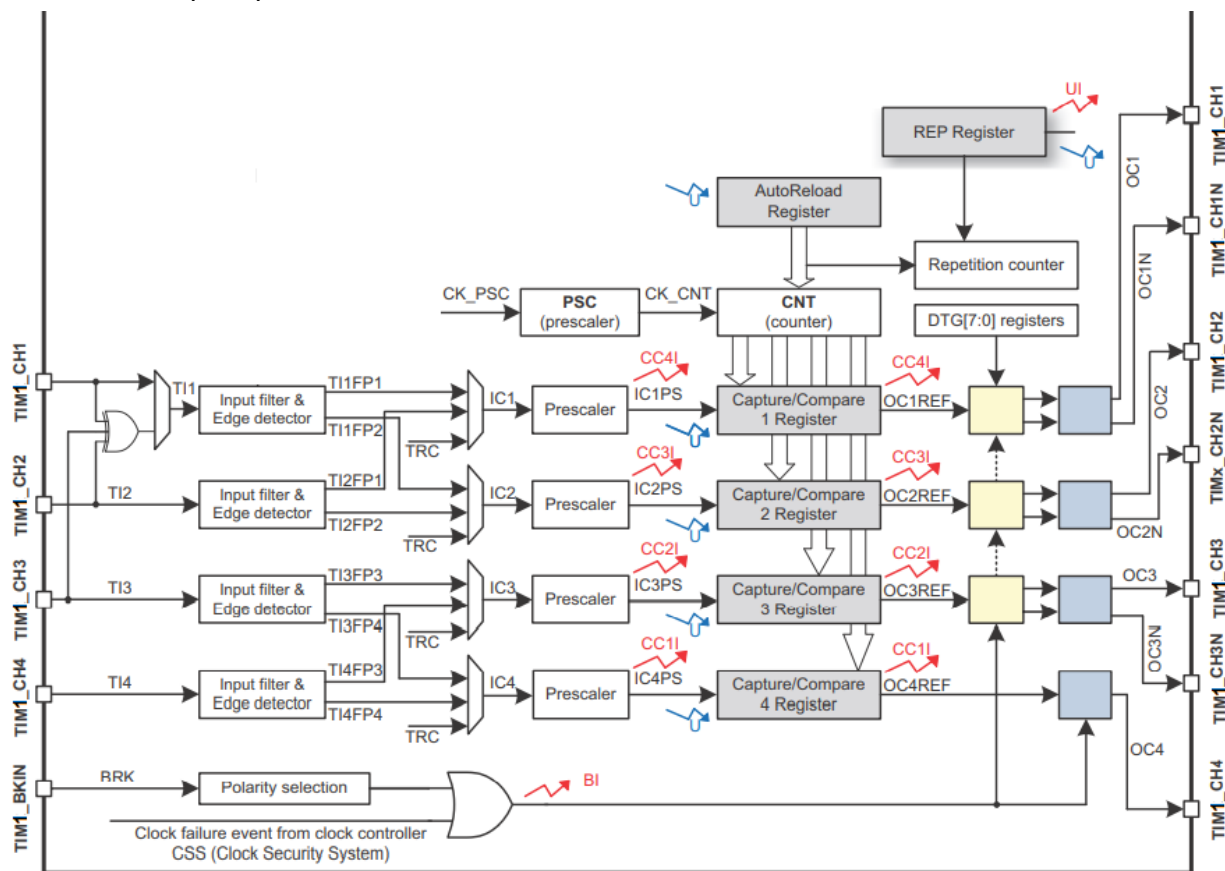 UI
REP Register
AutoReload
Register
Repetition counter
CK_PSC
PSC
(prescaler)
CK_CNT
CNT
(counter)
DTG[7:0] registers
TIM1_CH1
TI1
Input filter &
Edge detector
TI1FP1
TI1FP2
TRC
IC1
Prescaler
CC4I
IC1PS
Capture/Compare
1 Register
CC4I
OC1REF
OC1
TIM1_CH1
OC1N
TIM1_CH1N
TIM1_CH2
TI2
Input filter &
Edge detector
TI2FP1
TI2FP2
TRC
IC2
Prescaler
CC3I
IC2PS
Capture/Compare
2 Register
CC3I
OC2REF
OC2
TIM1_CH2
OC2N
TIMx_CH2N
TIM1_CH3
TI3
Input filter &
Edge detector
TI3FP3
TI3FP4
TRC
IC3
Prescaler
CC2I
IC3PS
Capture/Compare
3 Register
CC2I
OC3REF
OC3
TIM1_CH3
OC3N
TIM1_CH3N
TIM1_CH4
TI4
Input filter &
Edge detector
TI4FP3
TI4FP4
TRC
IC4
Prescaler
CC1I
IC4PS
Capture/Compare
4 Register
CC1I
OC4REF
OC4
TIM1_CH4
TIM1_BKIN
BRK
Polarity selection
BI
Clock failure event from clock controller
CSS (Clock Security System)